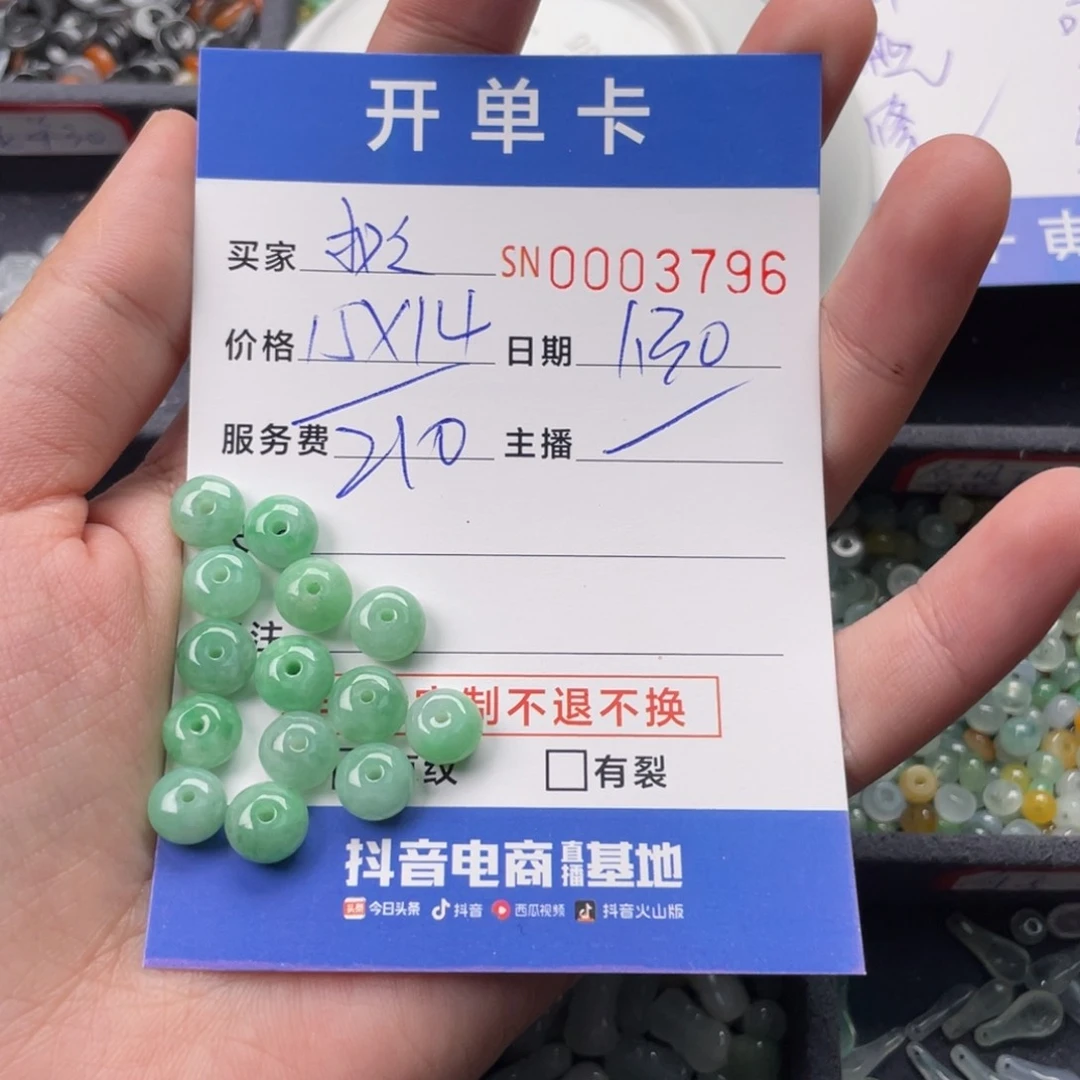 开单卡
买家 SN0003796
价格 15X14 日期 1.30
服务费 210 主播
注
制不退不换
纹 有裂
抖音电商直播基地
今日头条 抖音 西瓜视频 抖音火山版